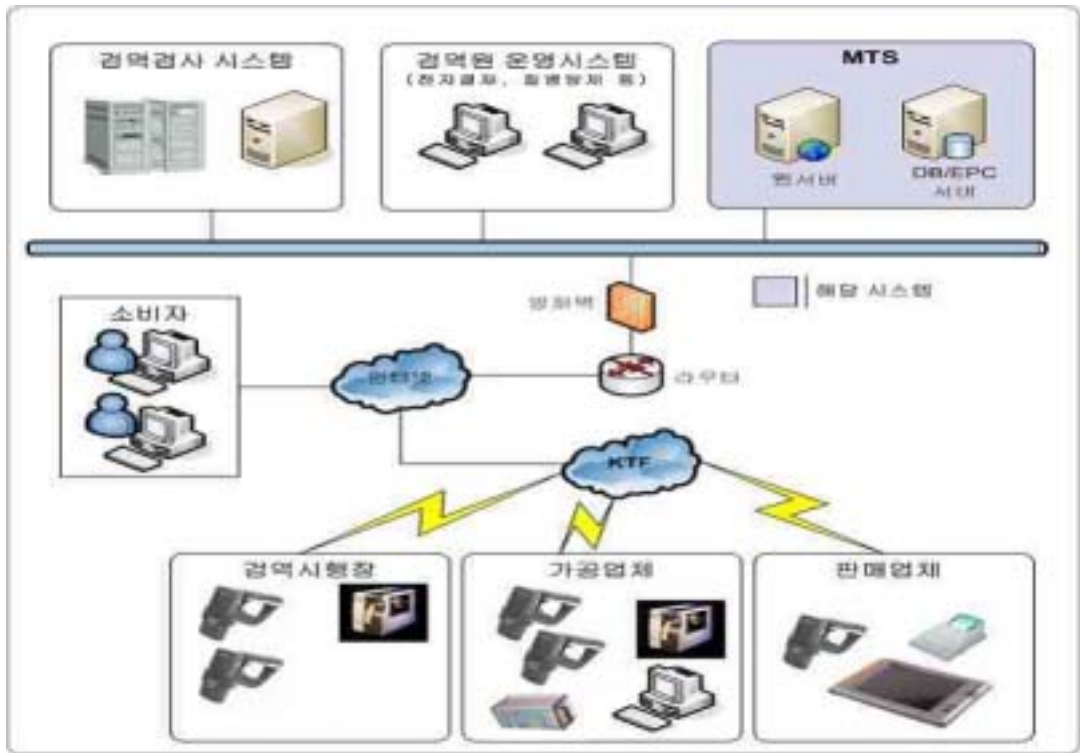 검역검사 시스템
검역원 운영시스템
(전자결재, 질병방제 등)
MTS
웹서버
DB/EPC
서버
방화벽
해당 시스템
소비자
인터넷
라우터
KTF
검역시행장
가공업체
판매업체